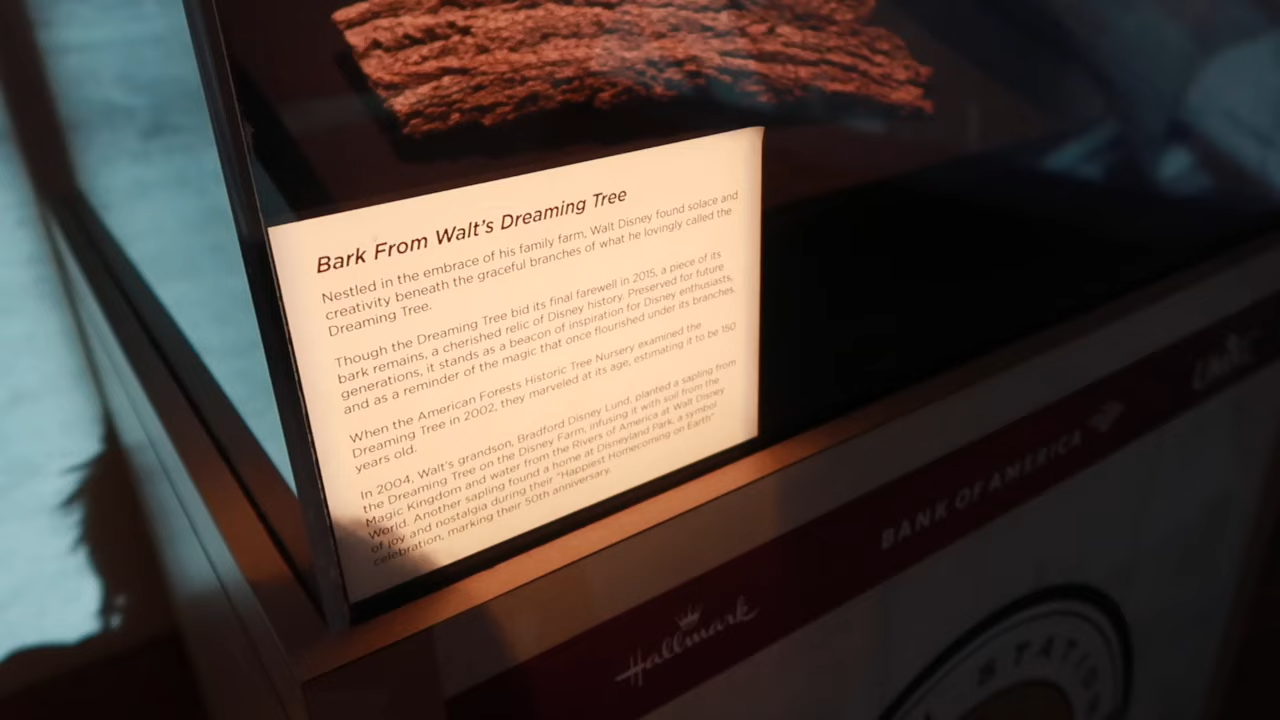 Bark From Walt's Dreaming Tree
Nestled in the embrace of his family farm, Walt Disney found solace and
creativity beneath the graceful branches of what he lovingly called the
Dreaming Tree.
Though the Dreaming Tree bid its final farewell in 2015, a piece of its
bark remains, a cherished relic of Disney history. Preserved for future
generations, it stands as a beacon of inspiration for Disney enthusiasts,
and as a reminder of the magic that once flourished under its branches.
When the American Forests Historic Tree Nursery examined the
Dreaming Tree in 2002, they marveled at its age, estimating it to be 150
years old.
In 2004, Walt's grandson, Bradford Disney Lund, planted a sapling from
the Dreaming Tree on the Disney Farm, infusing it with soil from the
Magic Kingdom and water from the Rivers of America at Walt Disney
World. Another sapling found a home at Disneyland Park, a symbol
of joy and nostalgia during their "Happiest Homecoming on Earth"
celebration, marking their 50th anniversary.
Hallmark
BANK OF AMERICA
STATION